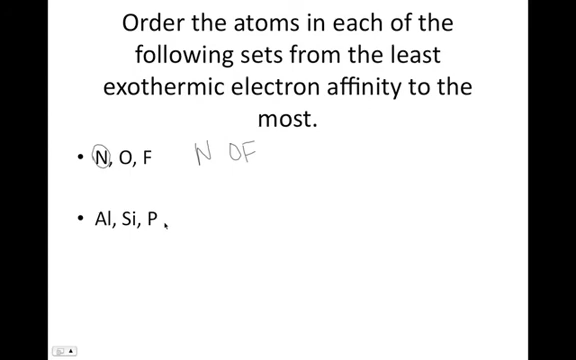 Order the atoms in each of the
following sets from the least
exothermic electron affinity to the
most.
• N, O, F N OF
• Al, Si, P